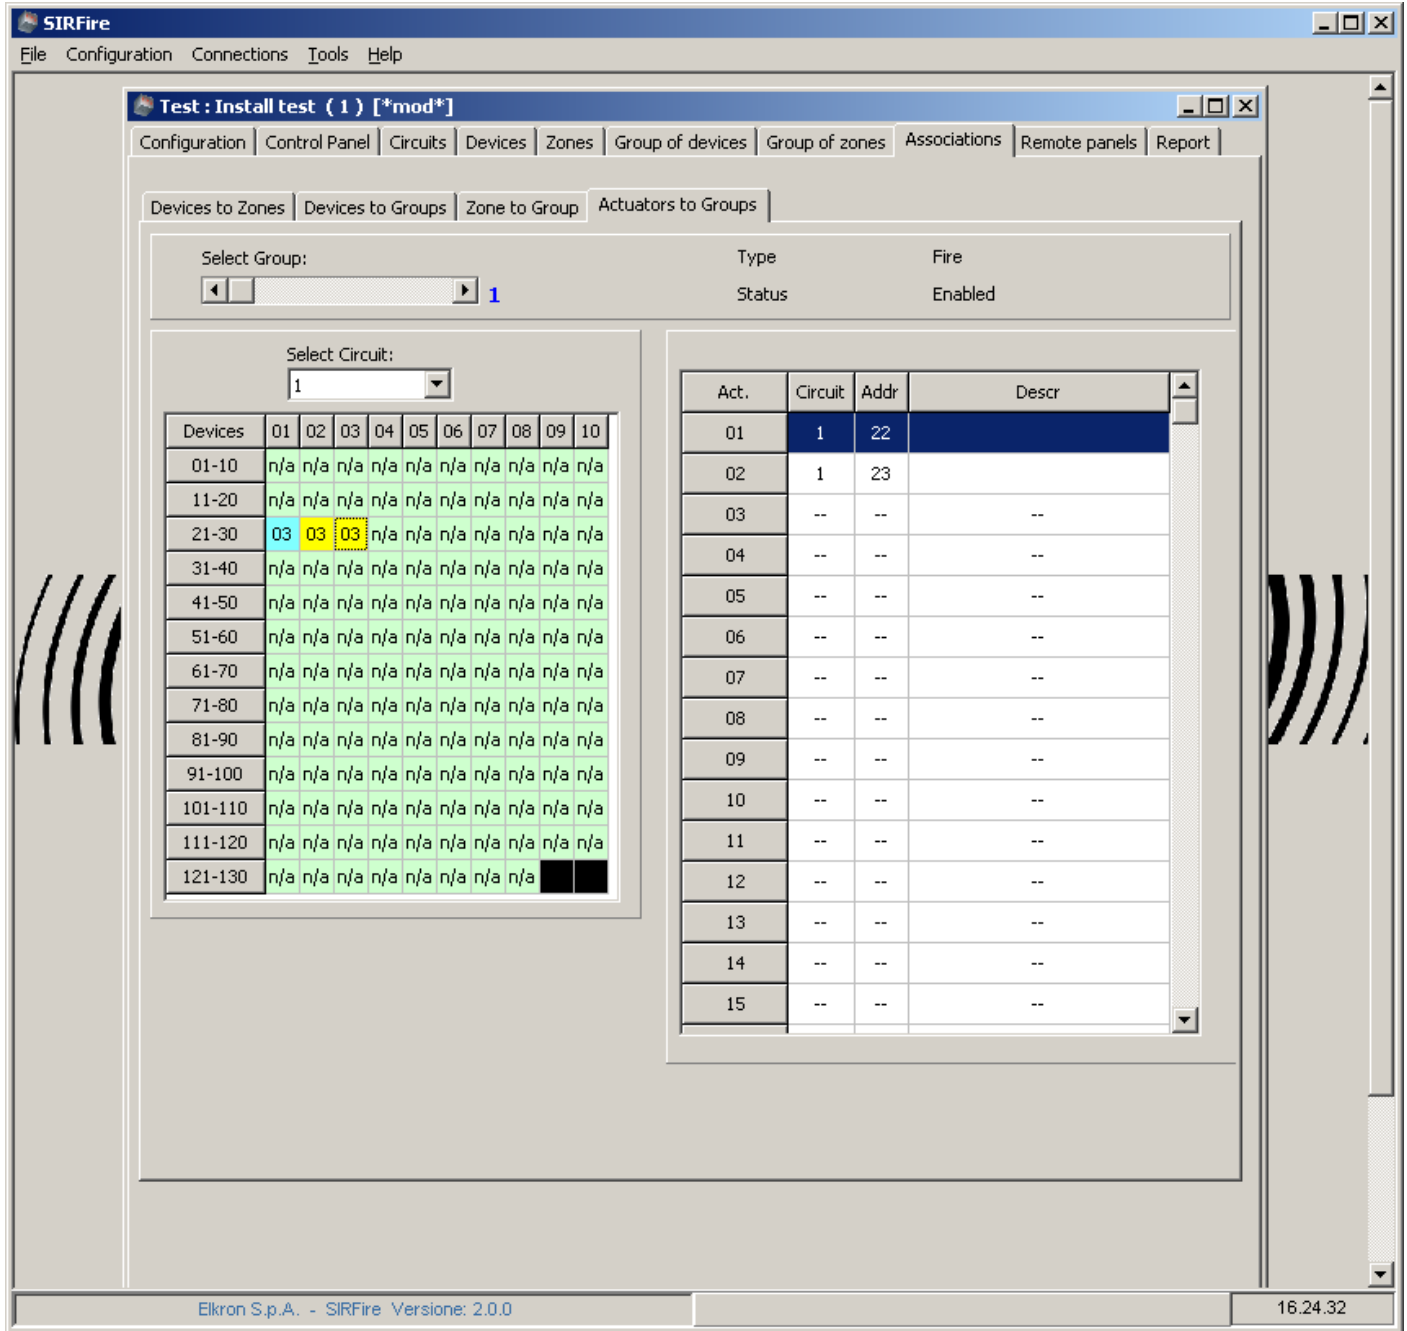 SIRFire
File Configuration Connections Tools Help
Test : Install test ( 1 ) [*mod*]
Configuration Control Panel Circuits Devices Zones Group of devices Group of zones Associations Remote panels Report
Devices to Zones Devices to Groups Zone to Group Actuators to Groups
Select Group: Type Fire
1 Status Enabled
Select Circuit:
1
Devices 01 02 03 04 05 06 07 08 09 10
01-10 n/a n/a n/a n/a n/a n/a n/a n/a n/a n/a
11-20 n/a n/a n/a n/a n/a n/a n/a n/a n/a n/a
21-30 03 03 03 n/a n/a n/a n/a n/a n/a n/a
31-40 n/a n/a n/a n/a n/a n/a n/a n/a n/a n/a
41-50 n/a n/a n/a n/a n/a n/a n/a n/a n/a n/a
51-60 n/a n/a n/a n/a n/a n/a n/a n/a n/a n/a
61-70 n/a n/a n/a n/a n/a n/a n/a n/a n/a n/a
71-80 n/a n/a n/a n/a n/a n/a n/a n/a n/a n/a
81-90 n/a n/a n/a n/a n/a n/a n/a n/a n/a n/a
91-100 n/a n/a n/a n/a n/a n/a n/a n/a n/a n/a
101-110 n/a n/a n/a n/a n/a n/a n/a n/a n/a n/a
111-120 n/a n/a n/a n/a n/a n/a n/a n/a n/a n/a
121-130 n/a n/a n/a n/a n/a n/a n/a n/a
Act. Circuit Addr Descr
01 1 22
02 1 23
03 -- -- --
04 -- -- --
05 -- -- --
06 -- -- --
07 -- -- --
08 -- -- --
09 -- -- --
10 -- -- --
11 -- -- --
12 -- -- --
13 -- -- --
14 -- -- --
15 -- -- --
Elkron S.p.A. - SIRFire Versione: 2.0.0 16.24.32